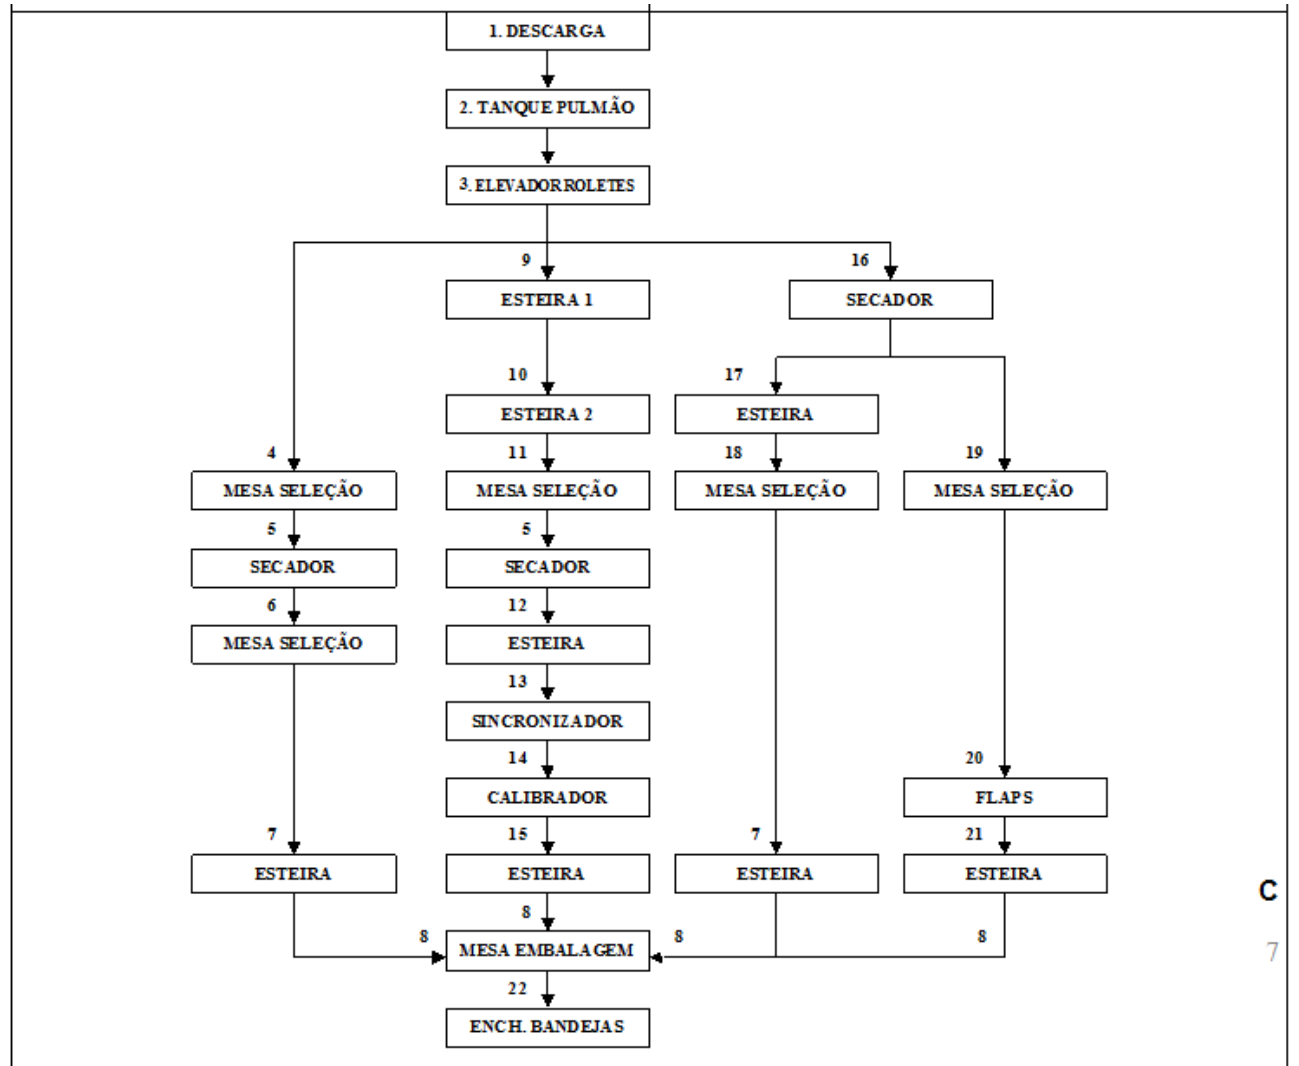 1. DESCARGA
2. TANQUE PULMÃO
3. ELEVADOR ROLETES
9
16
ESTEIRA 1
SECADOR
10
17
ESTEIRA 2
ESTEIRA
4
11
18
19
MESA SELEÇÃO
MESA SELEÇÃO
MESA SELEÇÃO
MESA SELEÇÃO
5
5
SECADOR
SECADOR
6
12
MESA SELEÇÃO
ESTEIRA
13
SINCRONIZADOR
14
20
CALIBRADOR
FLAPS
7
15
7
21
ESTEIRA
ESTEIRA
ESTEIRA
ESTEIRA
C
8
8
8
8
MESA EMBALAGEM
7
22
ENCH. BANDEJAS